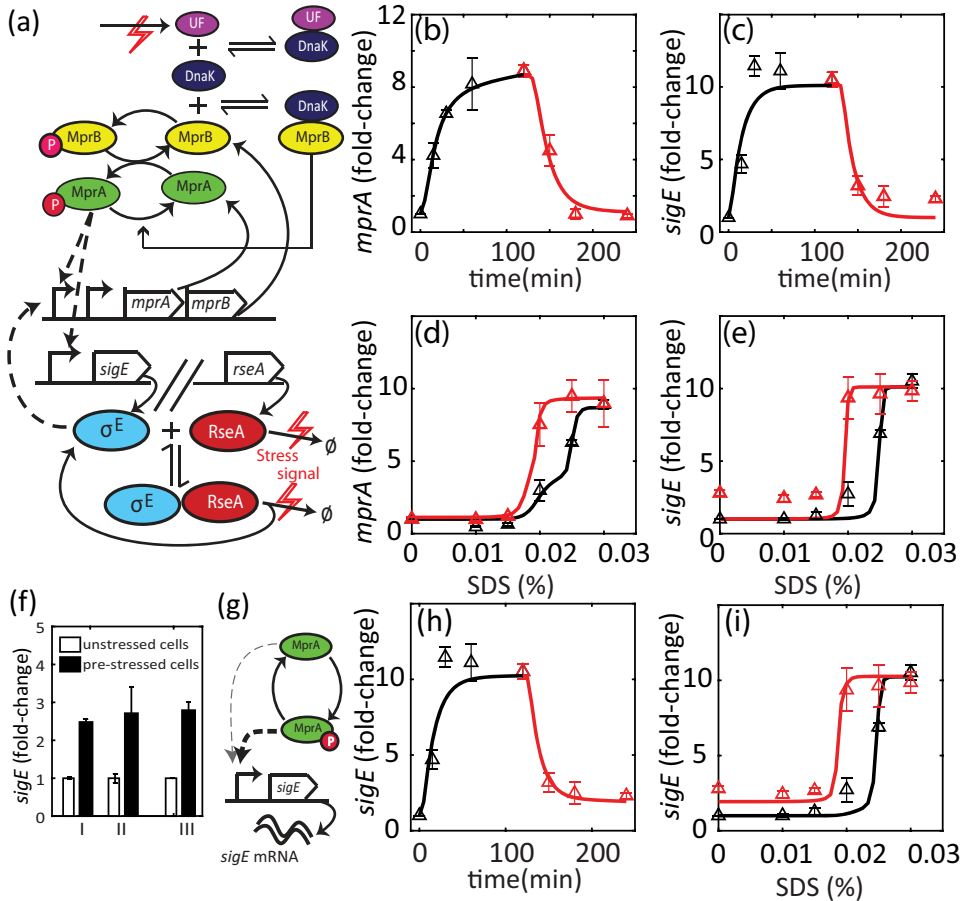 (a)
UF
+
DnaK
DnaK
+
DnaK
P
MprB
MprB
MprB
MprA
MprA
P
mprA
mprB
sigE
rseA
σE
+
RseA
Ø
Stress
signal
σE
RseA
Ø
(b)
mprA (fold-change)
12
8
4
0
0
100
200
time(min)
(c)
sigE (fold-change)
15
10
5
0
0
100
200
time(min)
(d)
mprA (fold-change)
15
10
5
0
0
0.01
0.02
0.03
SDS (%)
(e)
sigE (fold-change)
15
10
5
0
0
0.01
0.02
0.03
SDS (%)
(f)
sigE (fold-change)
5
4
3
2
1
0
unstressed cells
pre-stressed cells
I
II
III
(g)
MprA
MprA
P
sigE
sigE mRNA
(h)
sigE (fold-change)
15
10
5
0
0
100
200
time(min)
(i)
sigE (fold-change)
15
10
5
0
0
0.01
0.02
0.03
SDS (%)